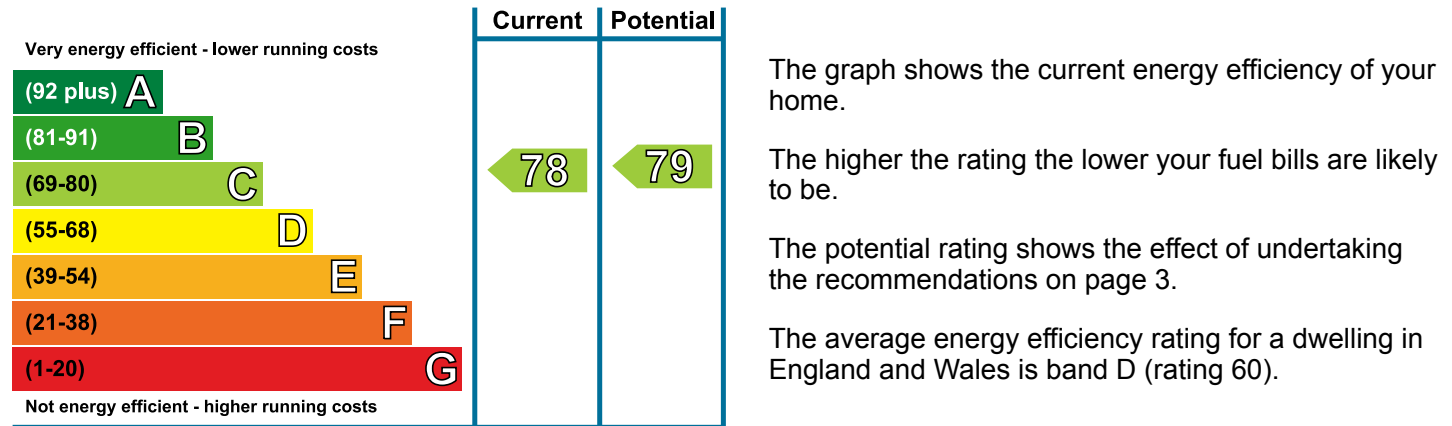 Current Potential
Very energy efficient - lower running costs
(92 plus) A
(81-91) B
(69-80) C
78 79
(55-68) D
(39-54) E
(21-38) F
(1-20) G
Not energy efficient - higher running costs
The graph shows the current energy efficiency of your
home.
The higher the rating the lower your fuel bills are likely
to be.
The potential rating shows the effect of undertaking
the recommendations on page 3.
The average energy efficiency rating for a dwelling in
England and Wales is band D (rating 60).